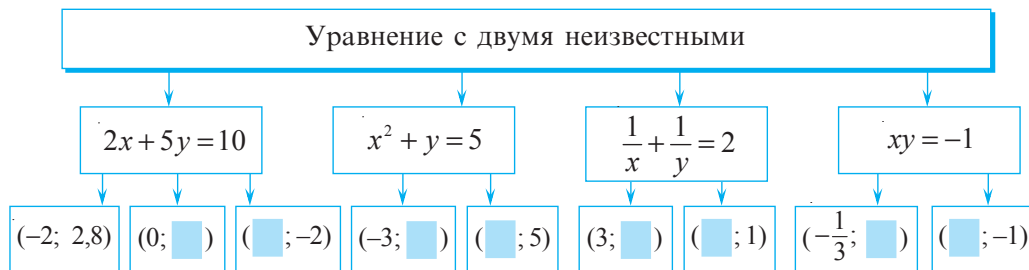 Уравнение с двумя неизвестными
2x + 5y = 10
x² + y = 5
1/x + 1/y = 2
xy = −1
(−2; 2,8)
(0; )
( ; −2)
(−3; )
( ; 5)
(3; )
( ; 1)
(−1/3; )
( ; −1)